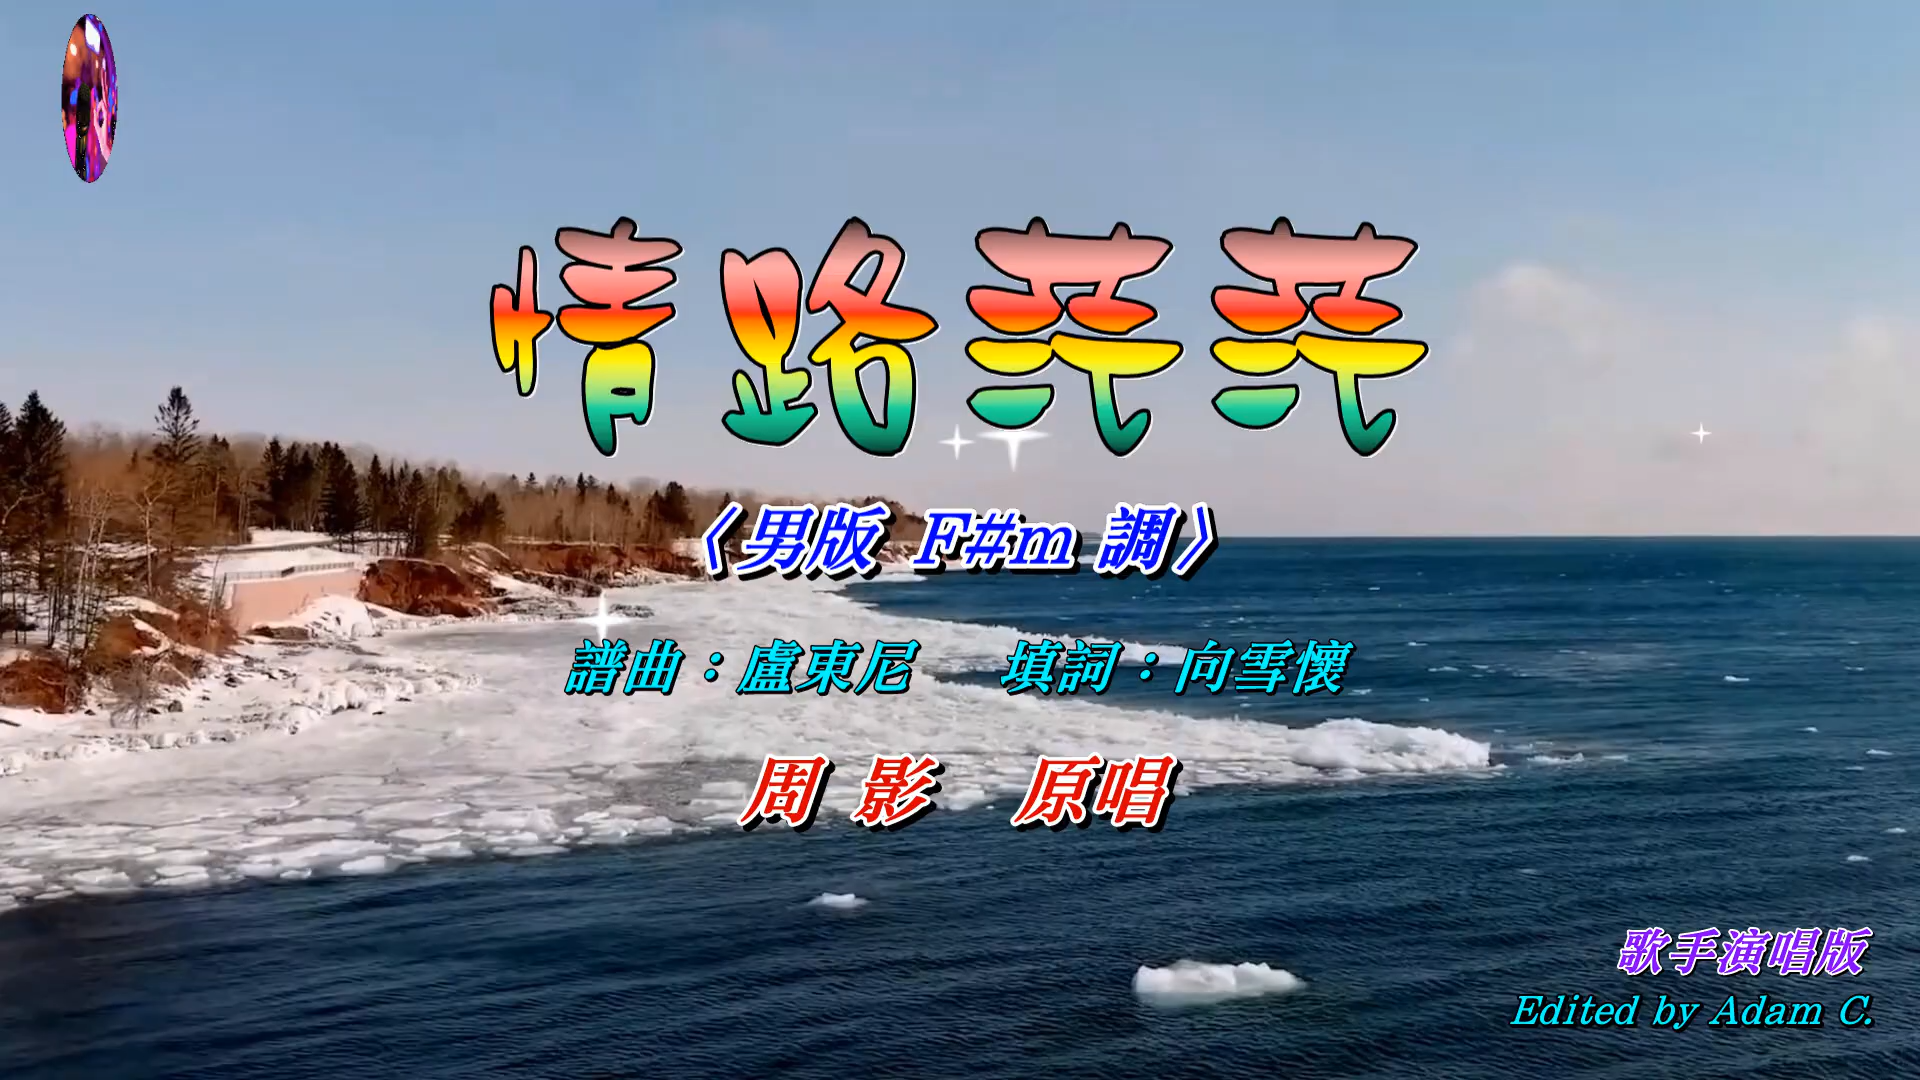 情路茫茫
〈男版 F#m 調〉
譜曲：盧東尼 填詞：向雪懷
周影 原唱
歌手演唱版
Edited by Adam C.